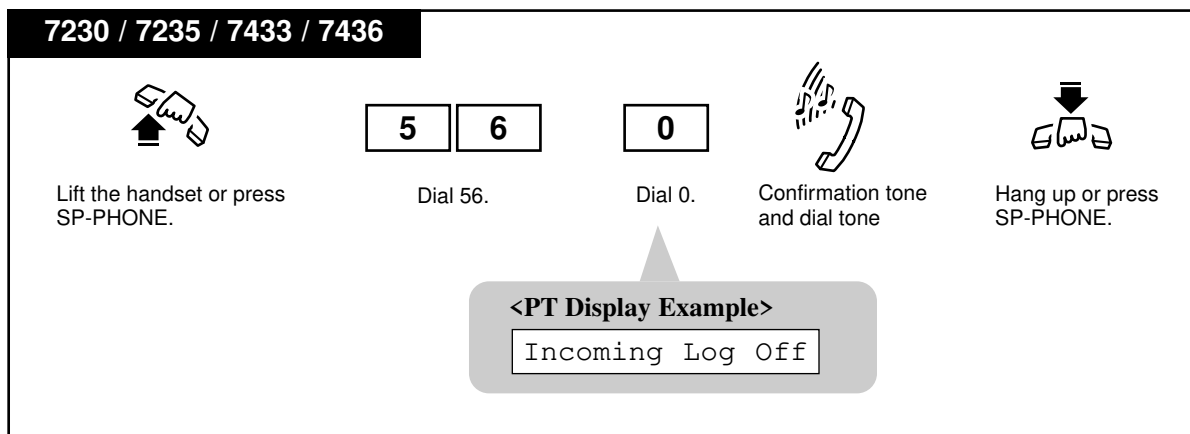 7230 / 7235 / 7433 / 7436
5 6 0
Lift the handset or press
SP-PHONE.
Dial 56.
Dial 0.
Confirmation tone
and dial tone
Hang up or press
SP-PHONE.
<PT Display Example>
Incoming Log Off